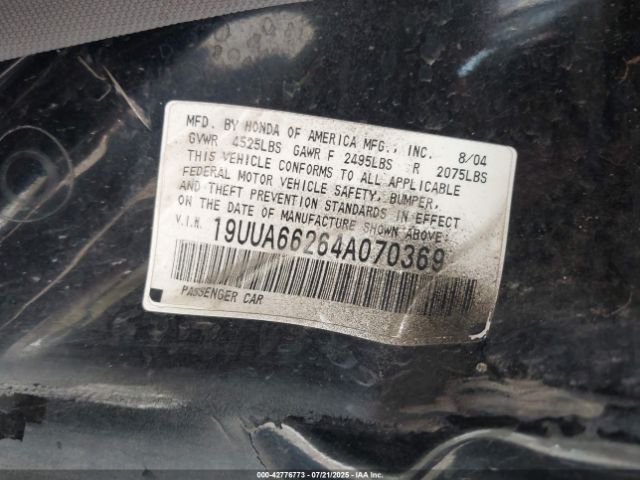 MFD. BY HONDA OF AMERICA MFG., INC. 8/04
GVWR 4525LBS GAWR F 2495LBS R 2075LBS
THIS VEHICLE CONFORMS TO ALL APPLICABLE
FEDERAL MOTOR VEHICLE SAFETY, BUMPER,
AND THEFT PREVENTION STANDARDS IN EFFECT
ON THE DATE OF MANUFACTURE SHOWN ABOVE.
V.I.N. 19UUA66264A070369
PASSENGER CAR
000-42776773 - 07/21/2025 - IAA Inc.